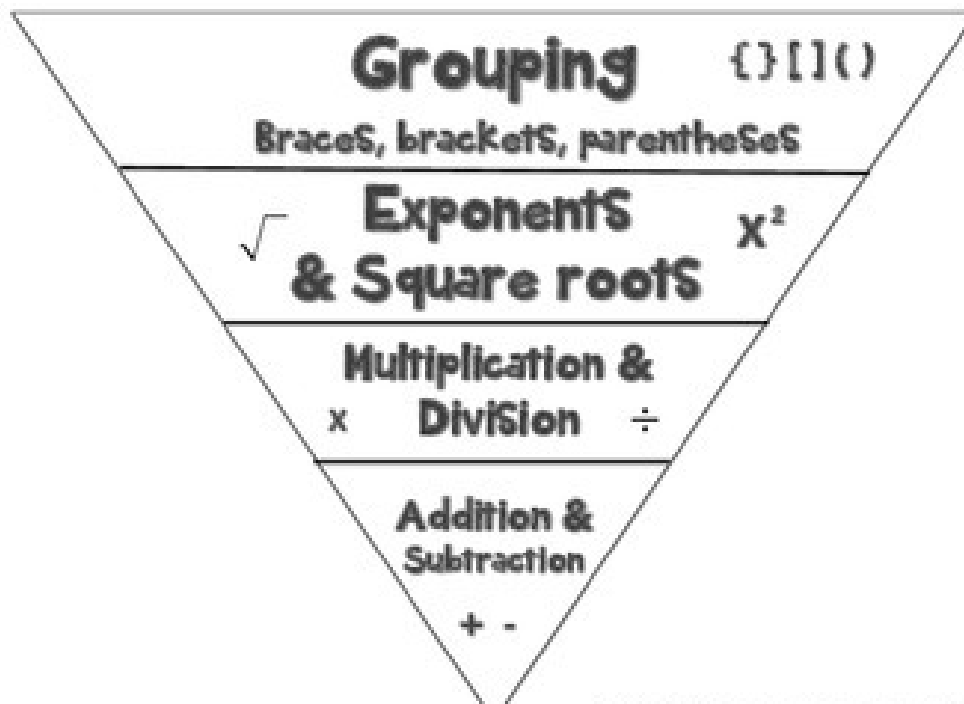 Grouping {}[]()
Braces, brackets, parentheses
√ Exponents x²
& Square roots
Multiplication &
x Division ÷
Addition &
Subtraction
+ -